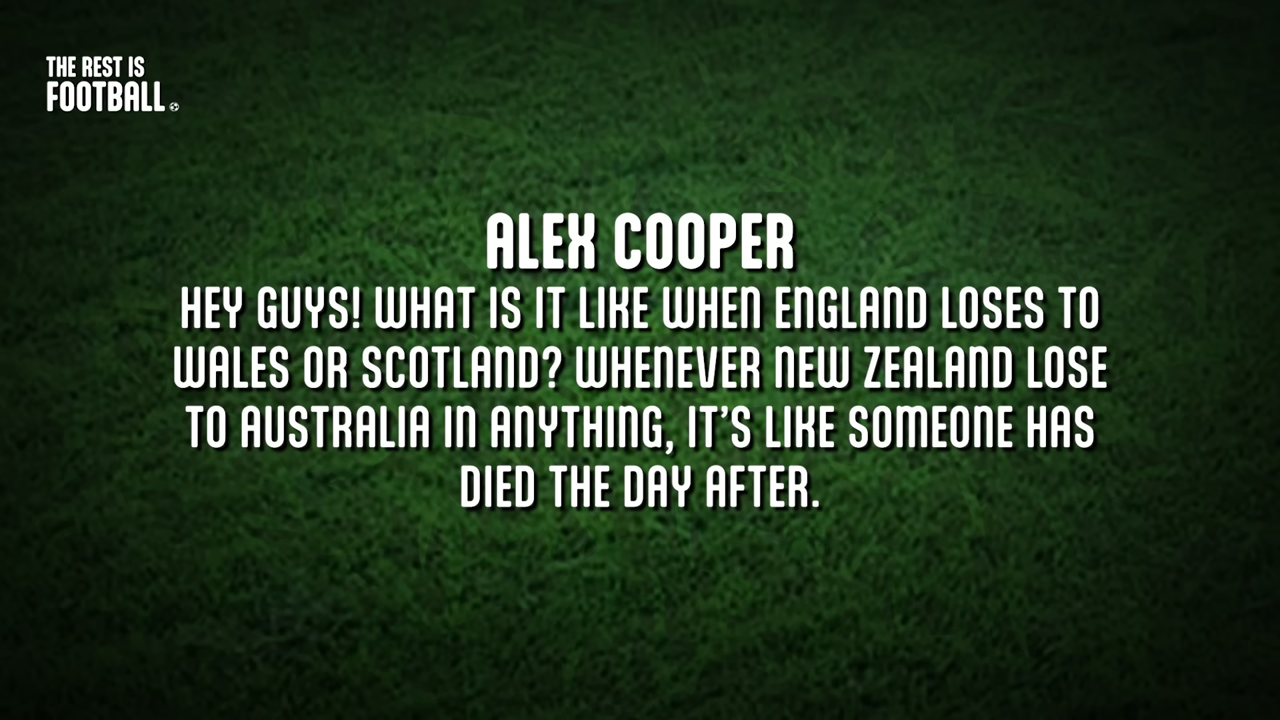 THE REST IS
FOOTBALL
ALEX COOPER
HEY GUYS! WHAT IS IT LIKE WHEN ENGLAND LOSES TO
WALES OR SCOTLAND? WHENEVER NEW ZEALAND LOSE
TO AUSTRALIA IN ANYTHING, IT'S LIKE SOMEONE HAS
DIED THE DAY AFTER.